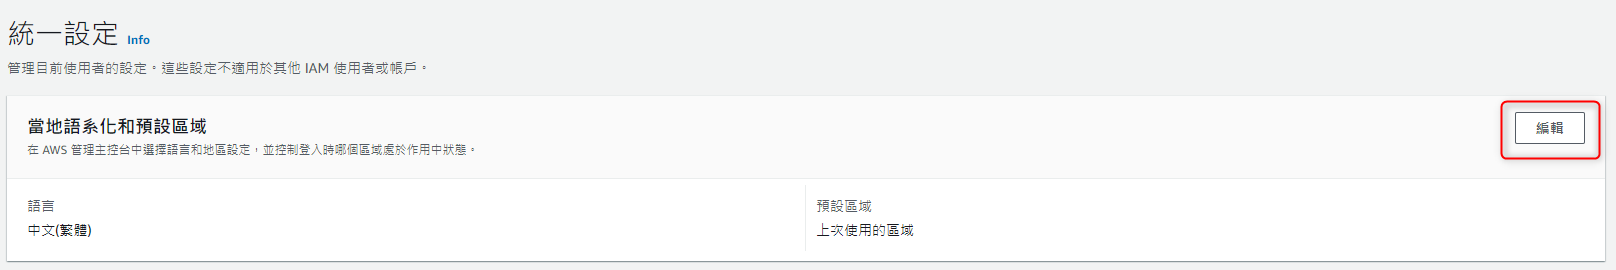 統一設定 Info
管理目前使用者的設定。這些設定不適用於其他 IAM 使用者或帳戶。
當地語系化和預設區域
在 AWS 管理主控台中選擇語言和地區設定，並控制登入時哪個區域處於作用中狀態。
編輯
語言
中文(繁體)
預設區域
上次使用的區域